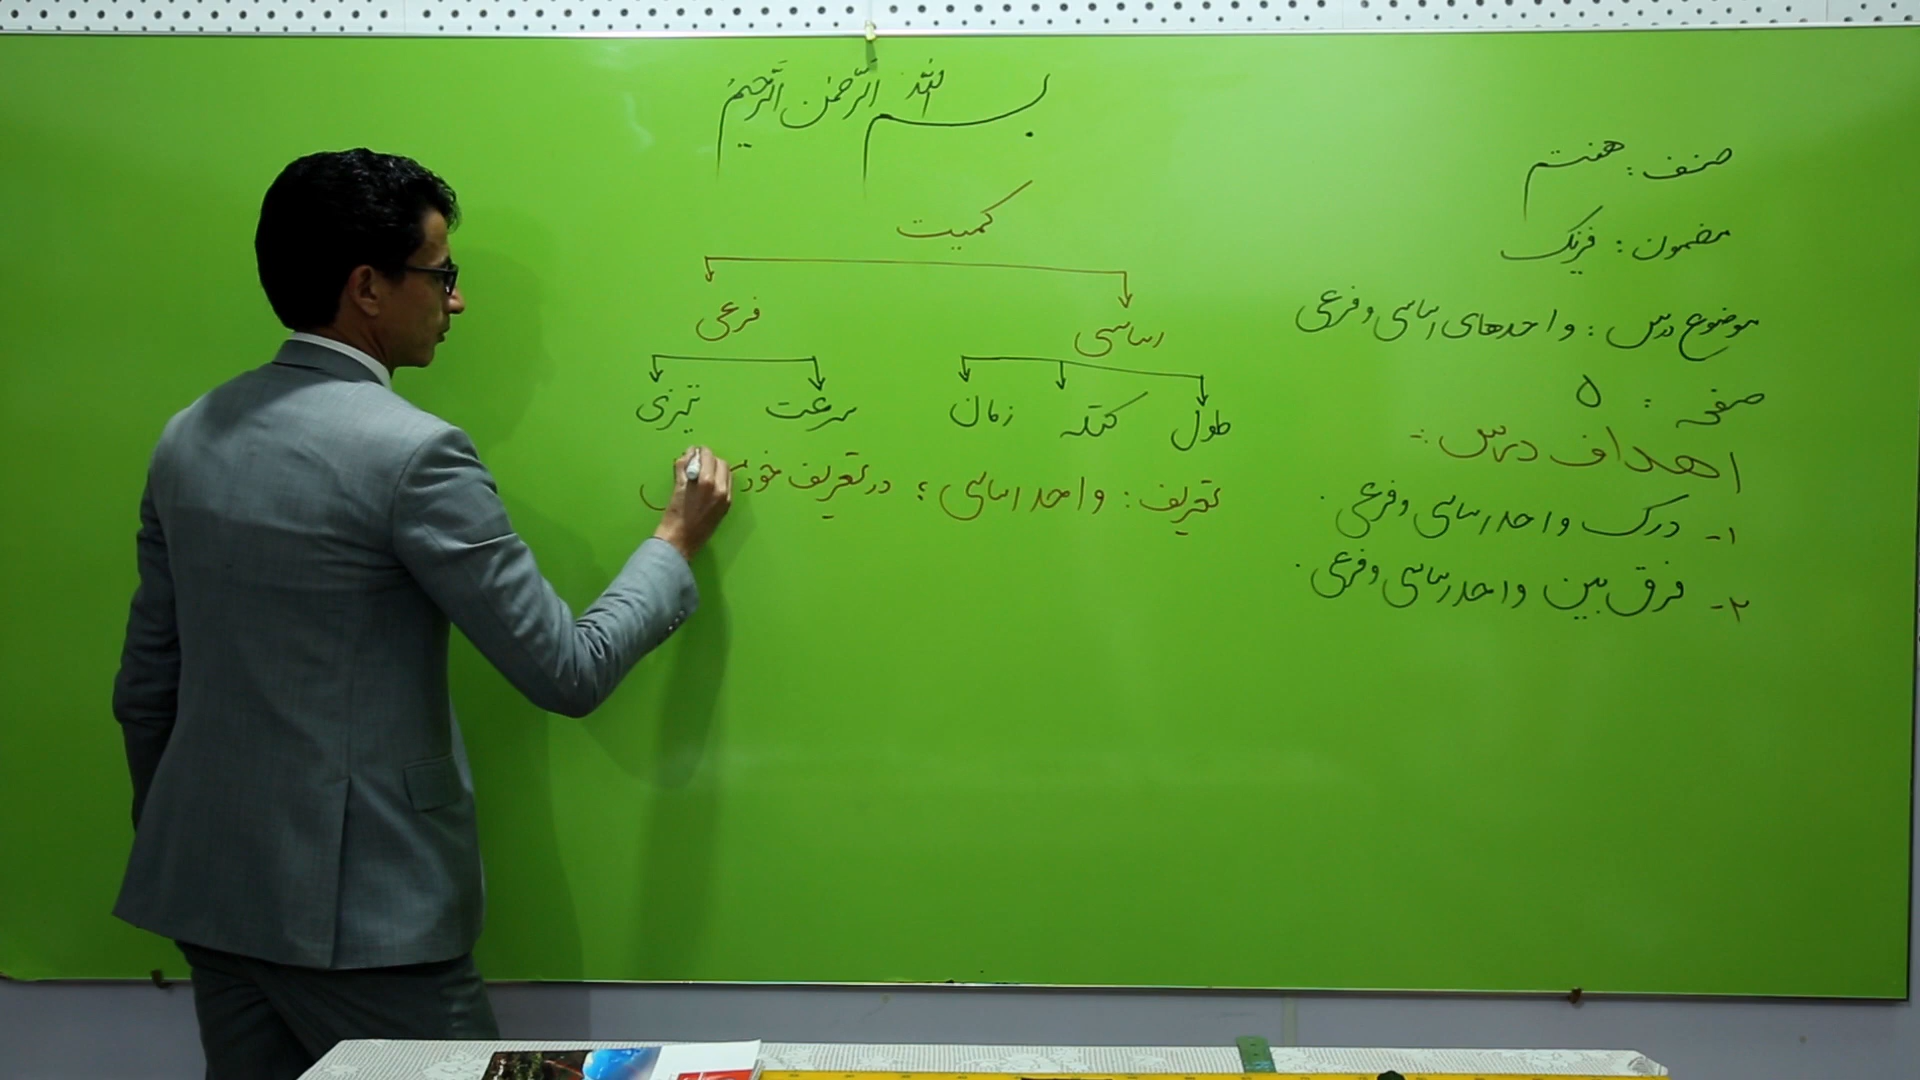 بسم الله الرحمن الرحیم
صنف: هفتم
مضمون: فزیک
موضوع درس: واحدهای اساسی وفرعی
صفحه: ۵
اهداف درس:
۱- درک واحد اساسی وفرعی.
۲- فرق بین واحد اساسی وفرعی.
کمیت
اساسی فرعی
طول کتله زمان سرعت
تعریف: واحد اساسی؛ در تعریف خود